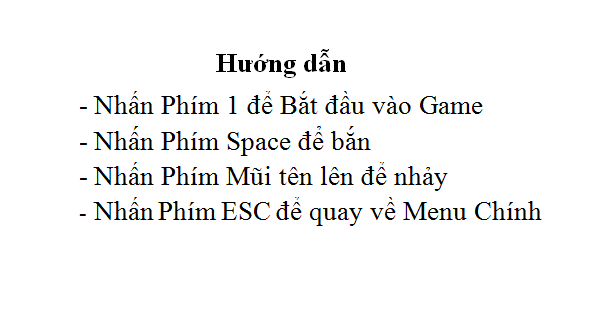 Hướng dẫn
- Nhấn Phím 1 để Bắt đầu vào Game
- Nhấn Phím Space để bắn
- Nhấn Phím Mũi tên lên để nhảy
- Nhấn Phím ESC để quay về Menu Chính